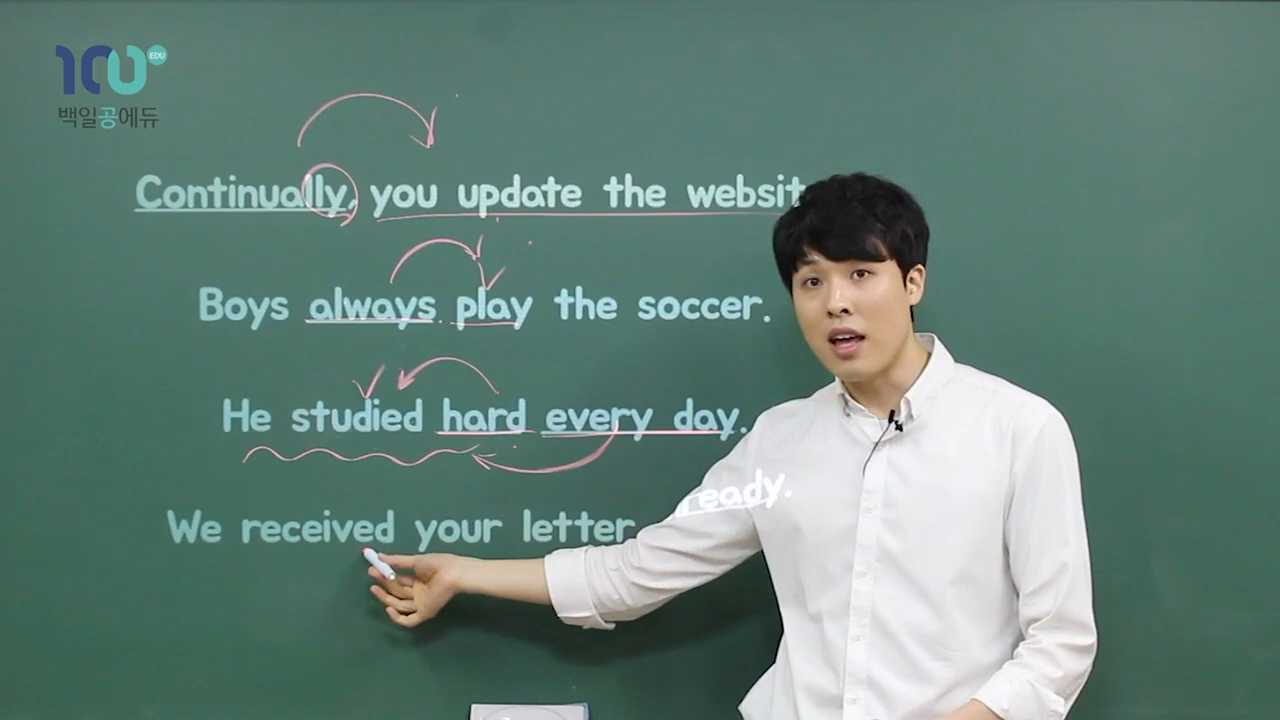 100 EDU
백일공에듀
Continually, you update the websit
Boys always play the soccer.
He studied hard every day.
We received your letter ready.